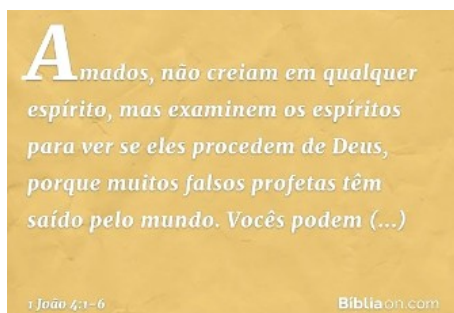 Amados, não creiam em qualquer
espírito, mas examinem os espíritos
para ver se eles procedem de Deus,
porque muitos falsos profetas têm
saído pelo mundo. Vocês podem (...)
1 João 4:1-6
Bíbliaon.com